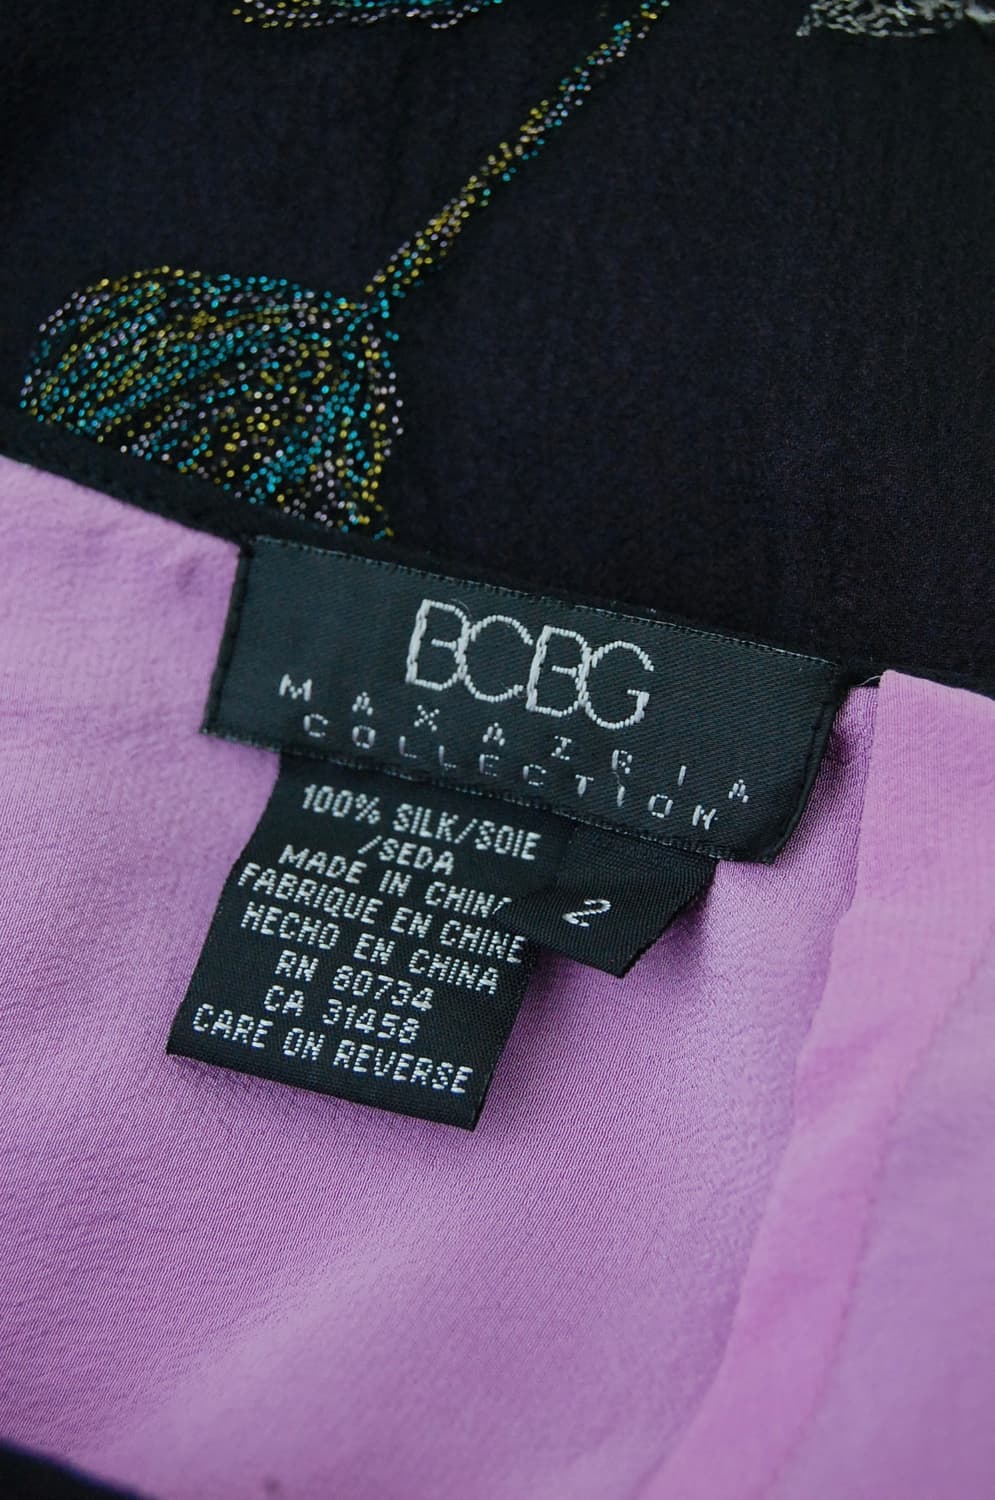 BCBG
MAXAZRIA
COLLECTION
100% SILK/SOIE
/SEDA
MADE IN CHINA
FABRIQUE EN CHINE
HECHO EN CHINA
RN 80734
CA 31458
CARE ON REVERSE
2